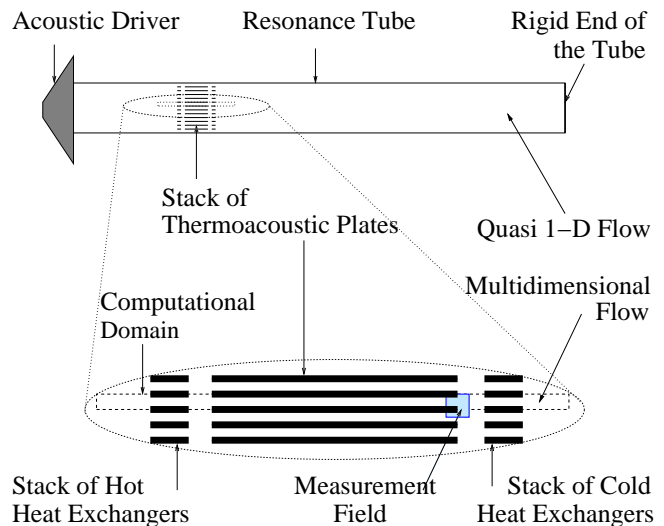 Acoustic Driver
Resonance Tube
Rigid End of
the Tube
Stack of
Thermoacoustic Plates
Quasi 1−D Flow
Computational
Domain
Multidimensional
Flow
Stack of Hot
Heat Exchangers
Measurement
Field
Stack of Cold
Heat Exchangers